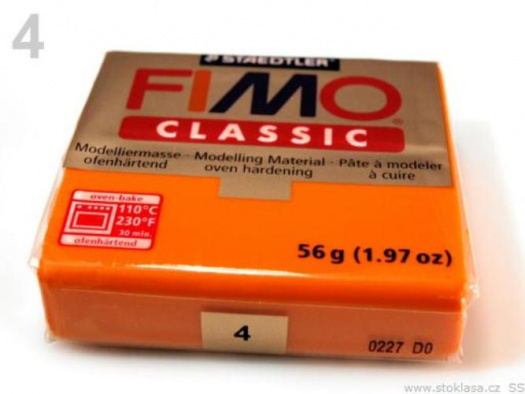 4
STAEDTLER
FIMO®
CLASSIC
Modelliermasse · Modelling Material · Pâte à modeler
ofenhärtend oven hardening à cuire
oven-bake
110°C
230°F
30 min.
ofenhärtend
56 g (1.97 oz)
4
0227 D0
www.stoklasa.cz SS